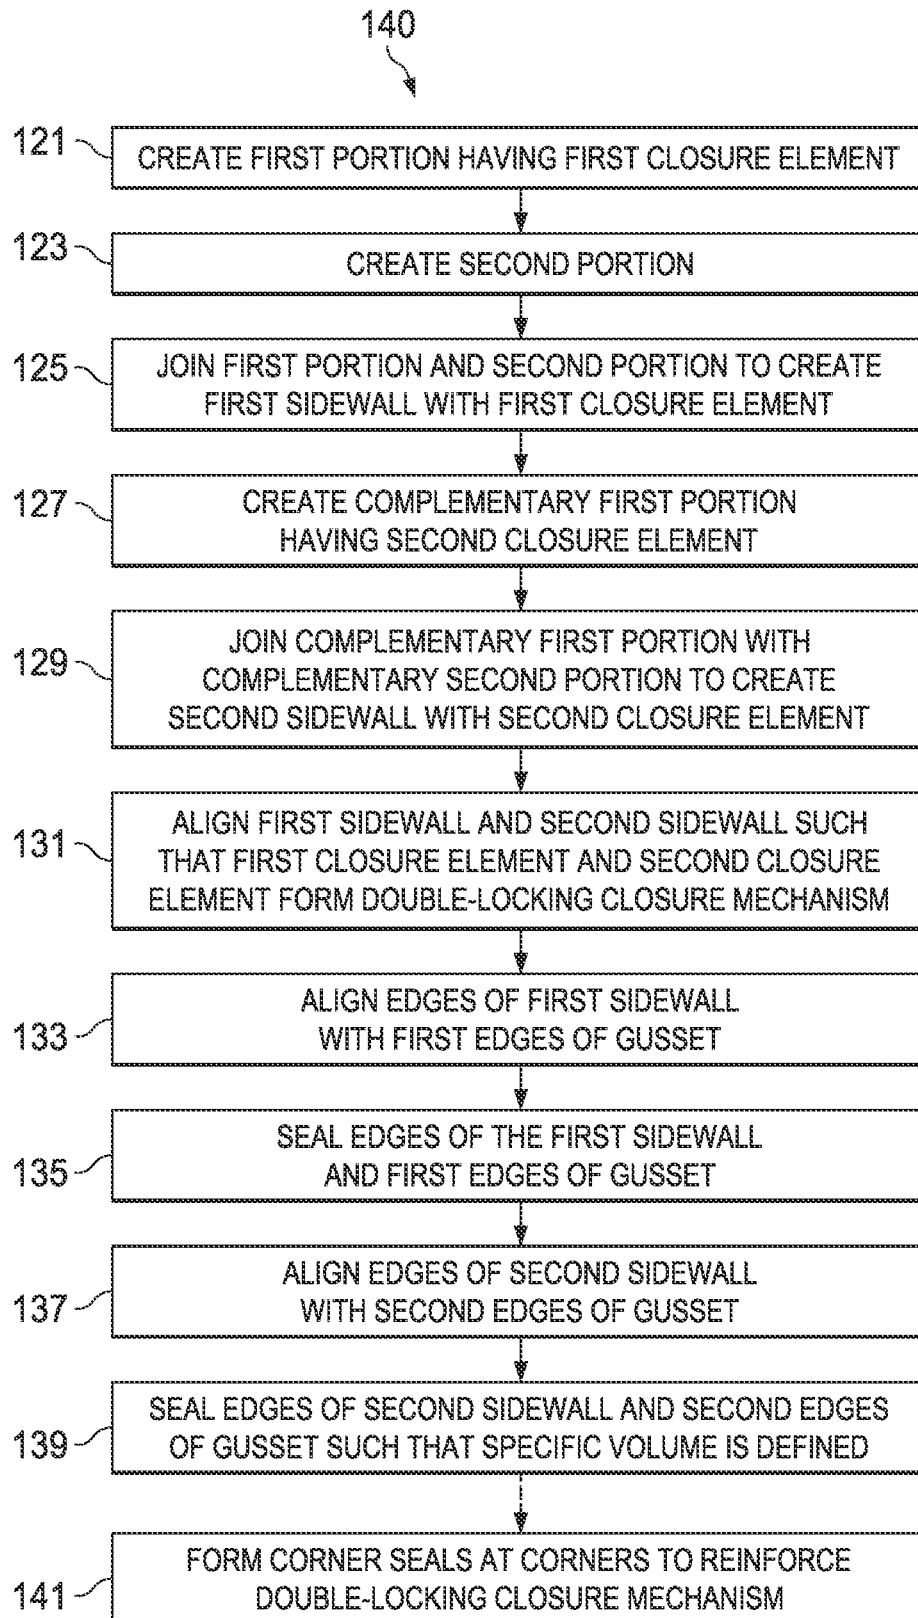 140
121
CREATE FIRST PORTION HAVING FIRST CLOSURE ELEMENT
123
CREATE SECOND PORTION
125
JOIN FIRST PORTION AND SECOND PORTION TO CREATE
FIRST SIDEWALL WITH FIRST CLOSURE ELEMENT
127
CREATE COMPLEMENTARY FIRST PORTION
HAVING SECOND CLOSURE ELEMENT
129
JOIN COMPLEMENTARY FIRST PORTION WITH
COMPLEMENTARY SECOND PORTION TO CREATE
SECOND SIDEWALL WITH SECOND CLOSURE ELEMENT
131
ALIGN FIRST SIDEWALL AND SECOND SIDEWALL SUCH
THAT FIRST CLOSURE ELEMENT AND SECOND CLOSURE
ELEMENT FORM DOUBLE-LOCKING CLOSURE MECHANISM
133
ALIGN EDGES OF FIRST SIDEWALL
WITH FIRST EDGES OF GUSSET
135
SEAL EDGES OF THE FIRST SIDEWALL
AND FIRST EDGES OF GUSSET
137
ALIGN EDGES OF SECOND SIDEWALL
WITH SECOND EDGES OF GUSSET
139
SEAL EDGES OF SECOND SIDEWALL AND SECOND EDGES
OF GUSSET SUCH THAT SPECIFIC VOLUME IS DEFINED
141
FORM CORNER SEALS AT CORNERS TO REINFORCE
DOUBLE-LOCKING CLOSURE MECHANISM